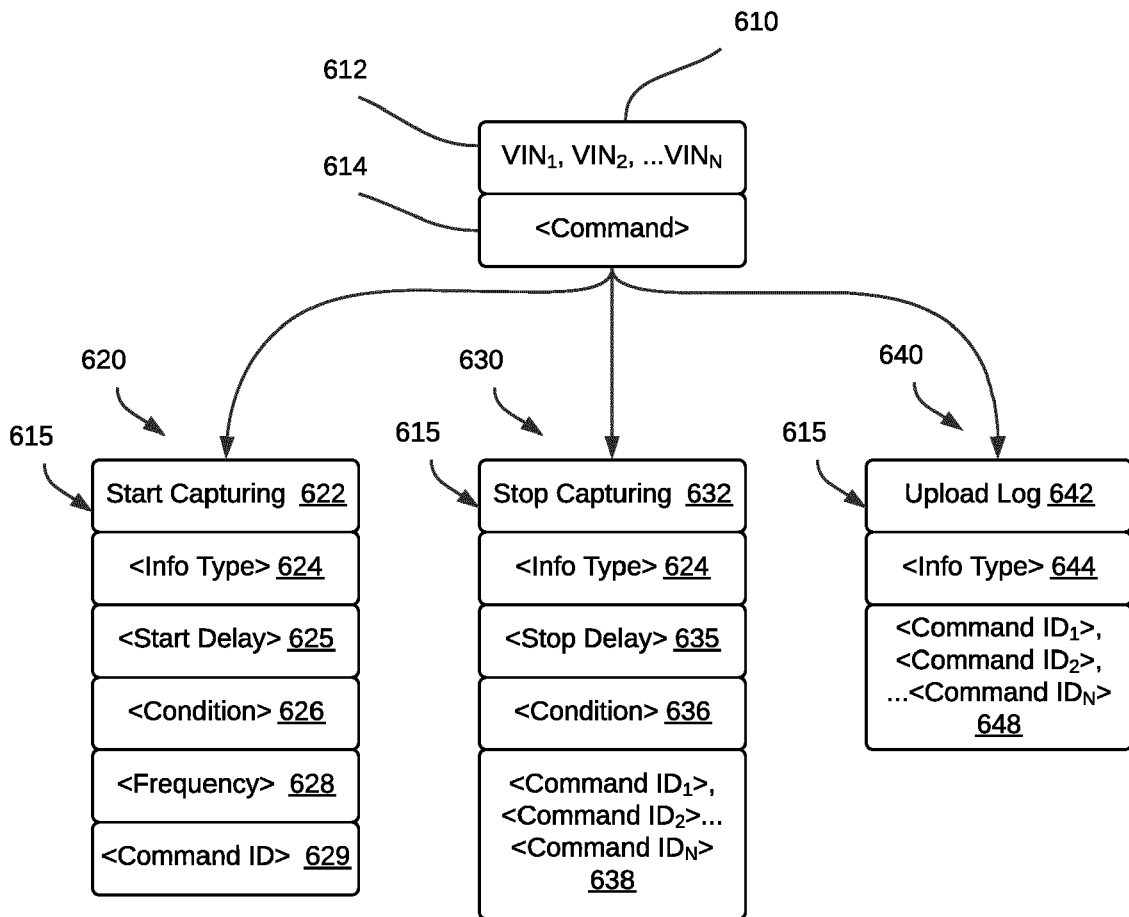 610
612
VIN₁, VIN₂, ...VIN_N
614
<Command>
620
630
640
615
615
615
Start Capturing 622
<Info Type> 624
<Start Delay> 625
<Condition> 626
<Frequency> 628
<Command ID> 629
Stop Capturing 632
<Info Type> 624
<Stop Delay> 635
<Condition> 636
<Command ID₁>,
<Command ID₂>...
<Command ID_N>
638
Upload Log 642
<Info Type> 644
<Command ID₁>,
<Command ID₂>,
...<Command ID_N>
648